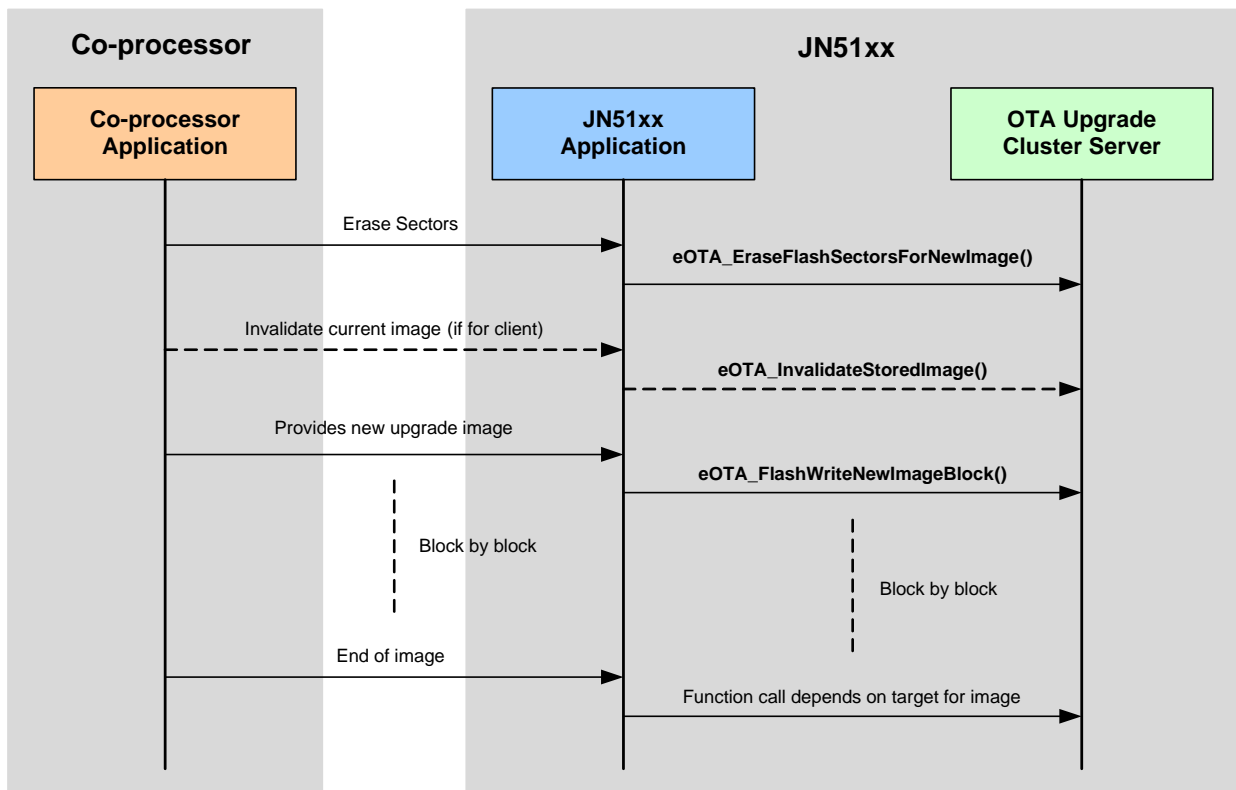 Co-processor
JN51xx
Co-processor
Application
JN51xx
Application
OTA Upgrade
Cluster Server
Erase Sectors
eOTA_EraseFlashSectorsForNewImage()
Invalidate current image (if for client)
eOTA_InvalidateStoredImage()
Provides new upgrade image
eOTA_FlashWriteNewImageBlock()
Block by block
Block by block
End of image
Function call depends on target for image